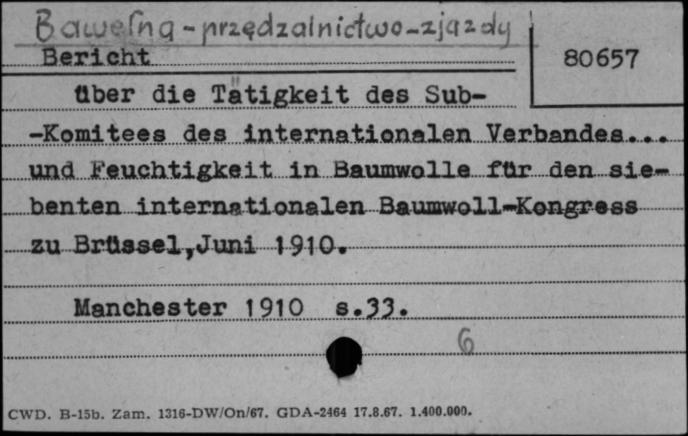 Bawełna - przędzalnictwo - zjazdy
80657
Bericht
über die Tätigkeit des Sub-
-Komitees des internationalen Verbandes...
und Feuchtigkeit in Baumwolle für den sie-
benten internationalen Baumwoll-Kongress
zu Brüssel,Juni 1910.
Manchester 1910 s.33.
6
CWD. B-15b. Zam. 1316-DW/On/67. GDA-2464 17.8.67. 1.400.000.